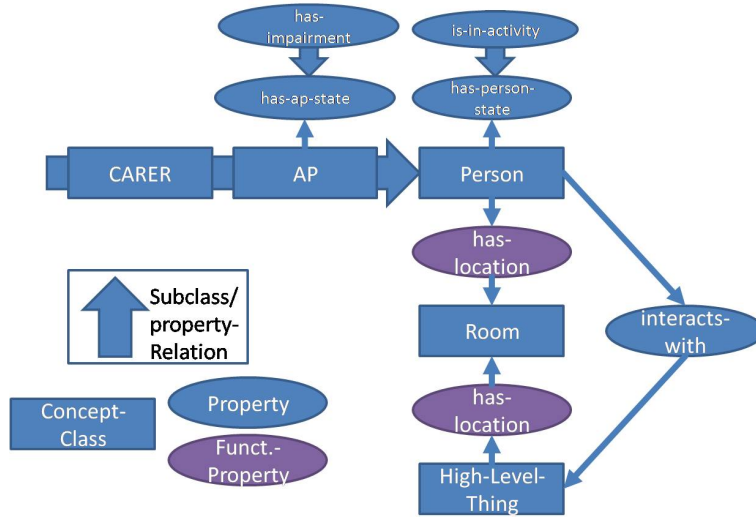 has-
impairment
is-in-activity
has-ap-state
has-person-
state
CARER
AP
Person
has-
location
Subclass/
property-
Relation
Room
interacts-
with
Concept-
Class
Property
has-
location
Funct.-
Property
High-Level-
Thing